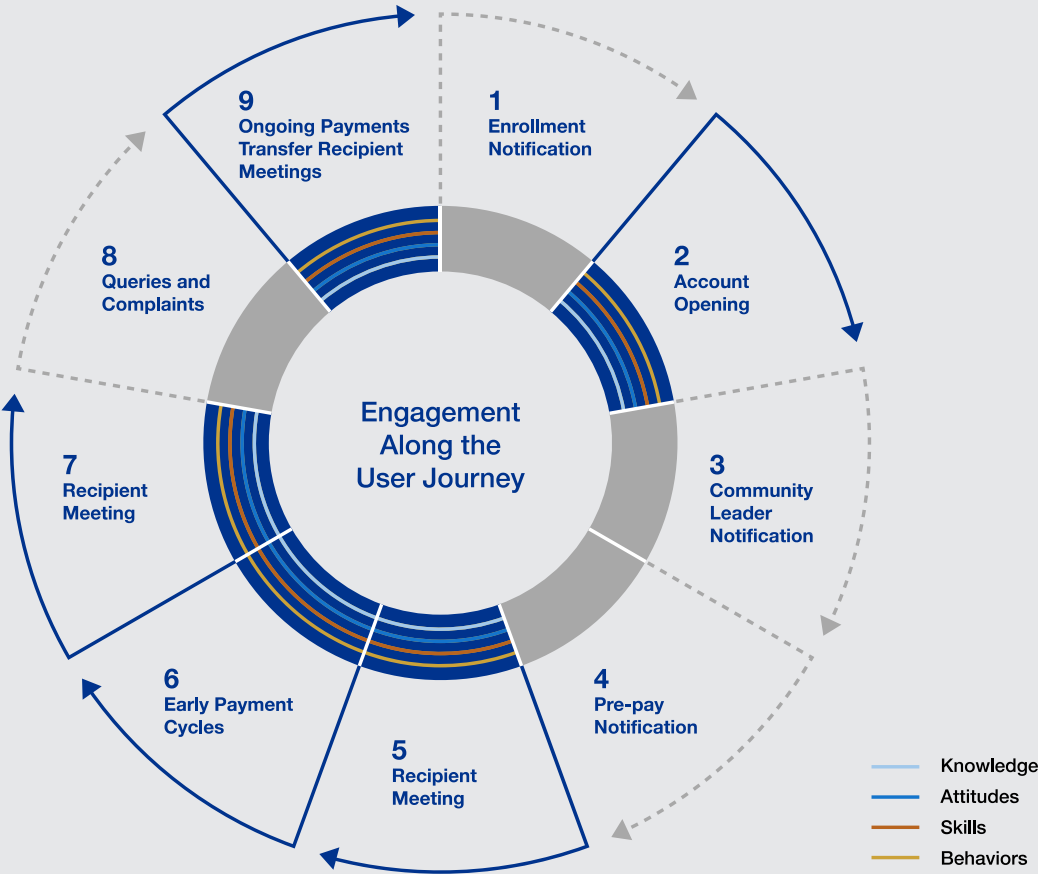 Engagement
Along the
User Journey
1
Enrollment
Notification
2
Account
Opening
3
Community
Leader
Notification
4
Pre-pay
Notification
5
Recipient
Meeting
6
Early Payment
Cycles
7
Recipient
Meeting
8
Queries and
Complaints
9
Ongoing Payments
Transfer Recipient
Meetings
Knowledge
Attitudes
Skills
Behaviors